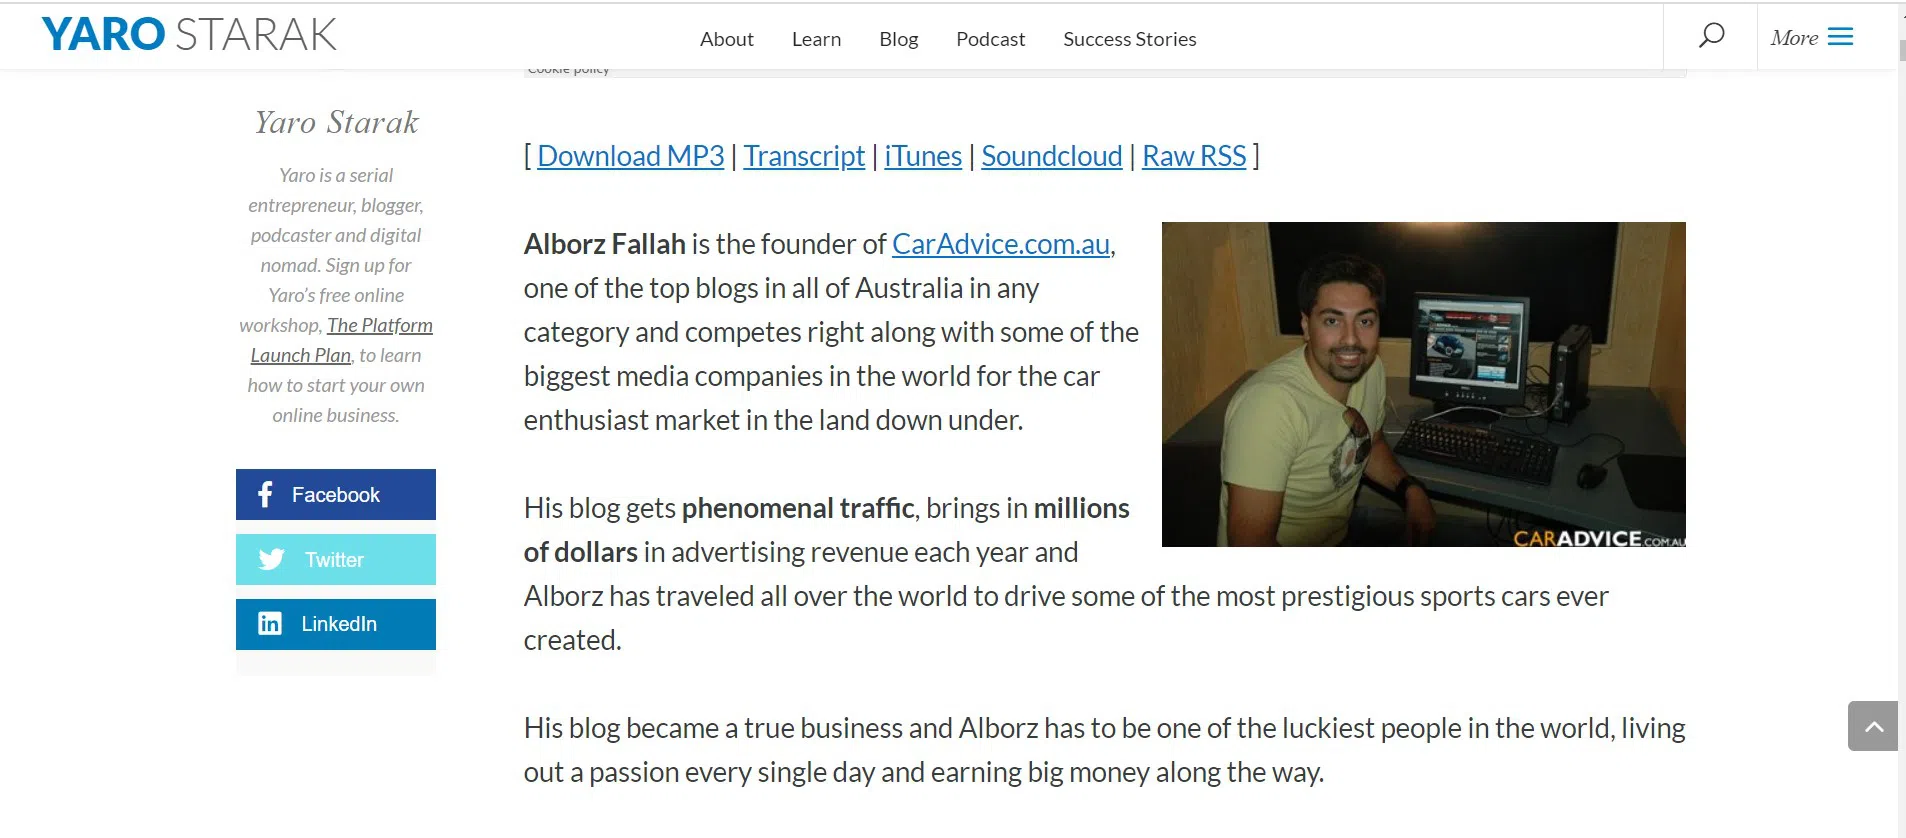 YARO STARAK
About Learn Blog Podcast Success Stories
More
Cookie policy
Yaro Starak
Yaro is a serial
entrepreneur, blogger,
podcaster and digital
nomad. Sign up for
Yaro’s free online
workshop, The Platform
Launch Plan, to learn
how to start your own
online business.
Facebook
Twitter
LinkedIn
[ Download MP3 | Transcript | iTunes | Soundcloud | Raw RSS ]
Alborz Fallah is the founder of CarAdvice.com.au,
one of the top blogs in all of Australia in any
category and competes right along with some of the
biggest media companies in the world for the car
enthusiast market in the land down under.
CARADVICE.COM.AU
His blog gets phenomenal traffic, brings in millions
of dollars in advertising revenue each year and
Alborz has traveled all over the world to drive some of the most prestigious sports cars ever
created.
His blog became a true business and Alborz has to be one of the luckiest people in the world, living
out a passion every single day and earning big money along the way.